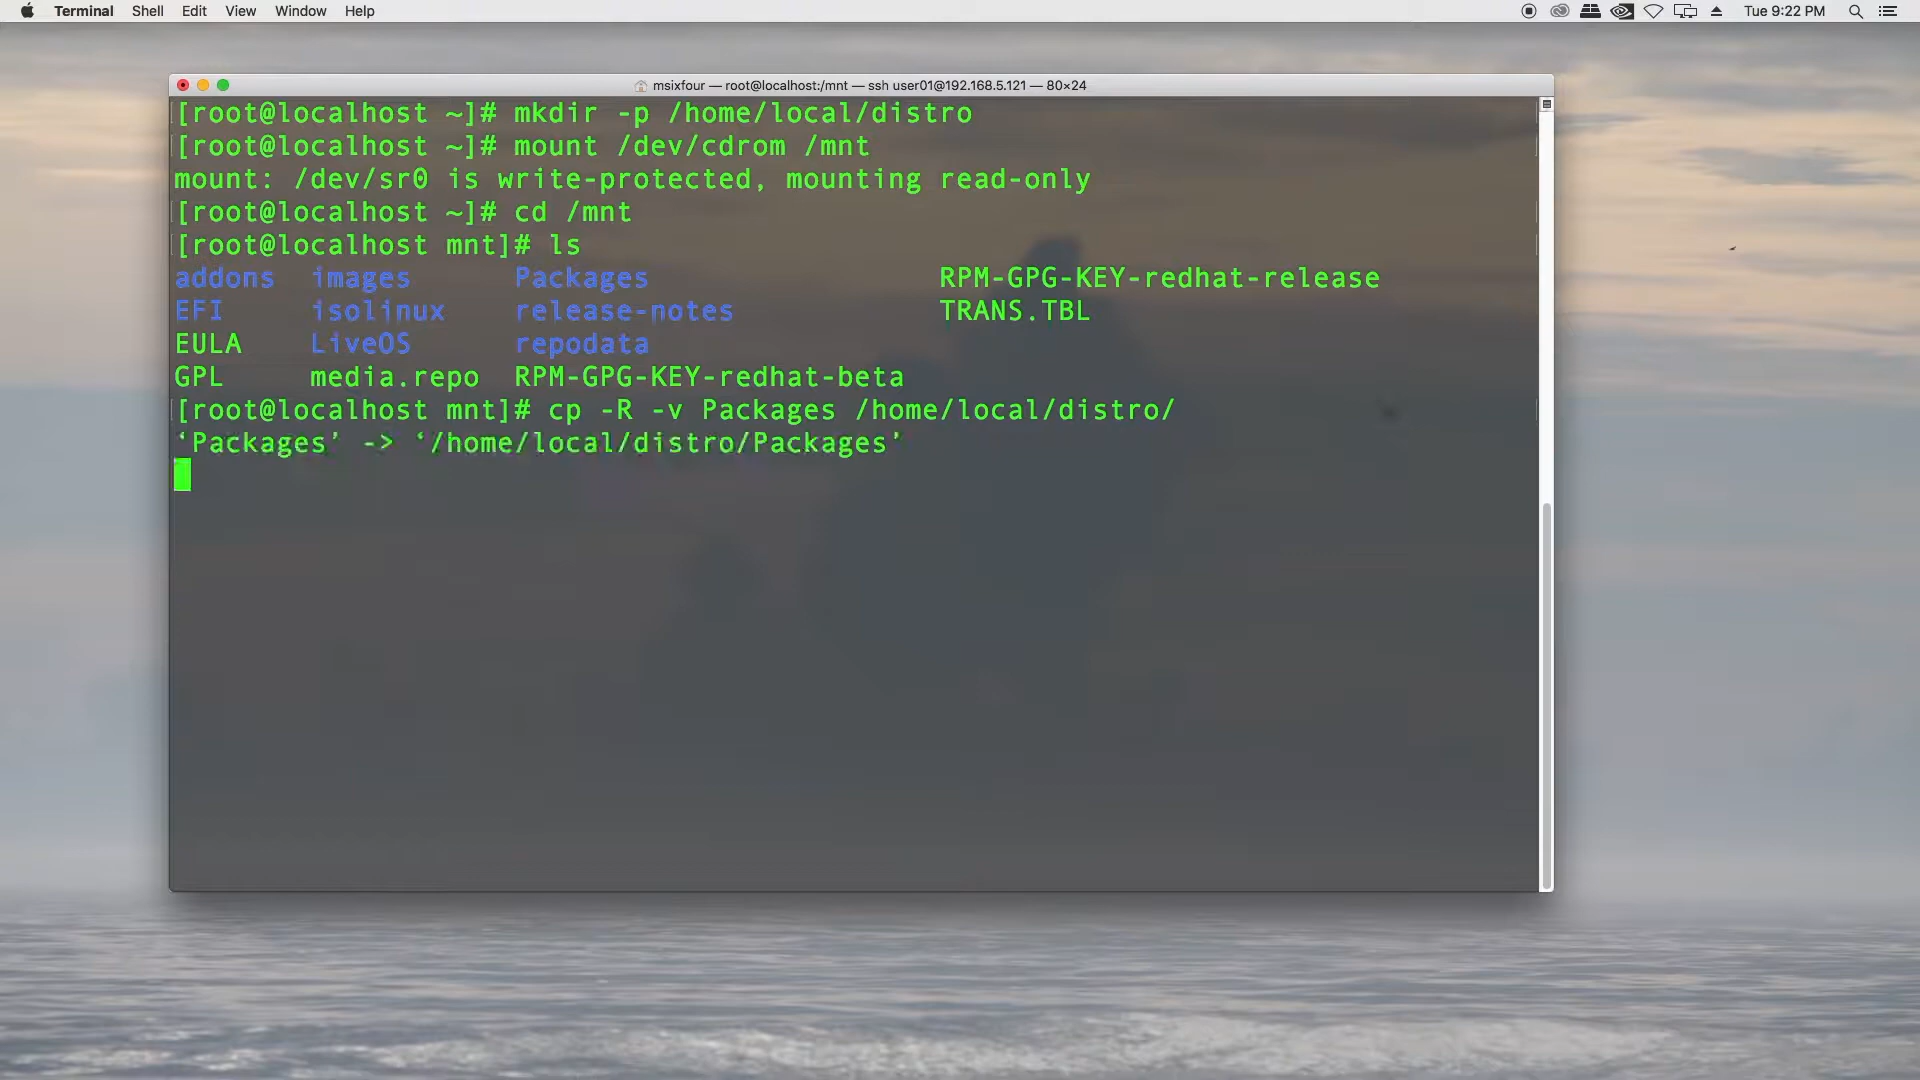 Terminal Shell Edit View Window Help Tue 9:22 PM
msixfour — root@localhost:/mnt — ssh user01@192.168.5.121 — 80×24
[root@localhost ~]# mkdir -p /home/local/distro
[root@localhost ~]# mount /dev/cdrom /mnt
mount: /dev/sr0 is write-protected, mounting read-only
[root@localhost ~]# cd /mnt
[root@localhost mnt]# ls
addons images Packages RPM-GPG-KEY-redhat-release
EFI isolinux release-notes TRANS.TBL
EULA LiveOS repodata
GPL media.repo RPM-GPG-KEY-redhat-beta
[root@localhost mnt]# cp -R -v Packages /home/local/distro/
‘Packages’ -> ‘/home/local/distro/Packages’